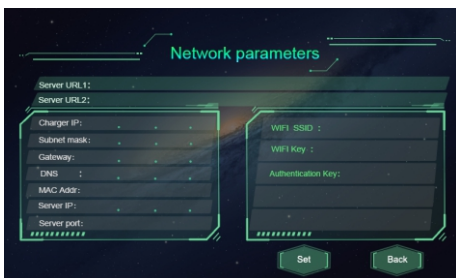 Network parameters
Server URL1:
Server URL2:
Charger IP: . . .
Subnet mask: . . .
Gateway: . . .
DNS : . . .
MAC Addr:
Server IP: . . .
Server port:
WIFI SSID :
WIFI Key :
Authentication Key:
Set
Back